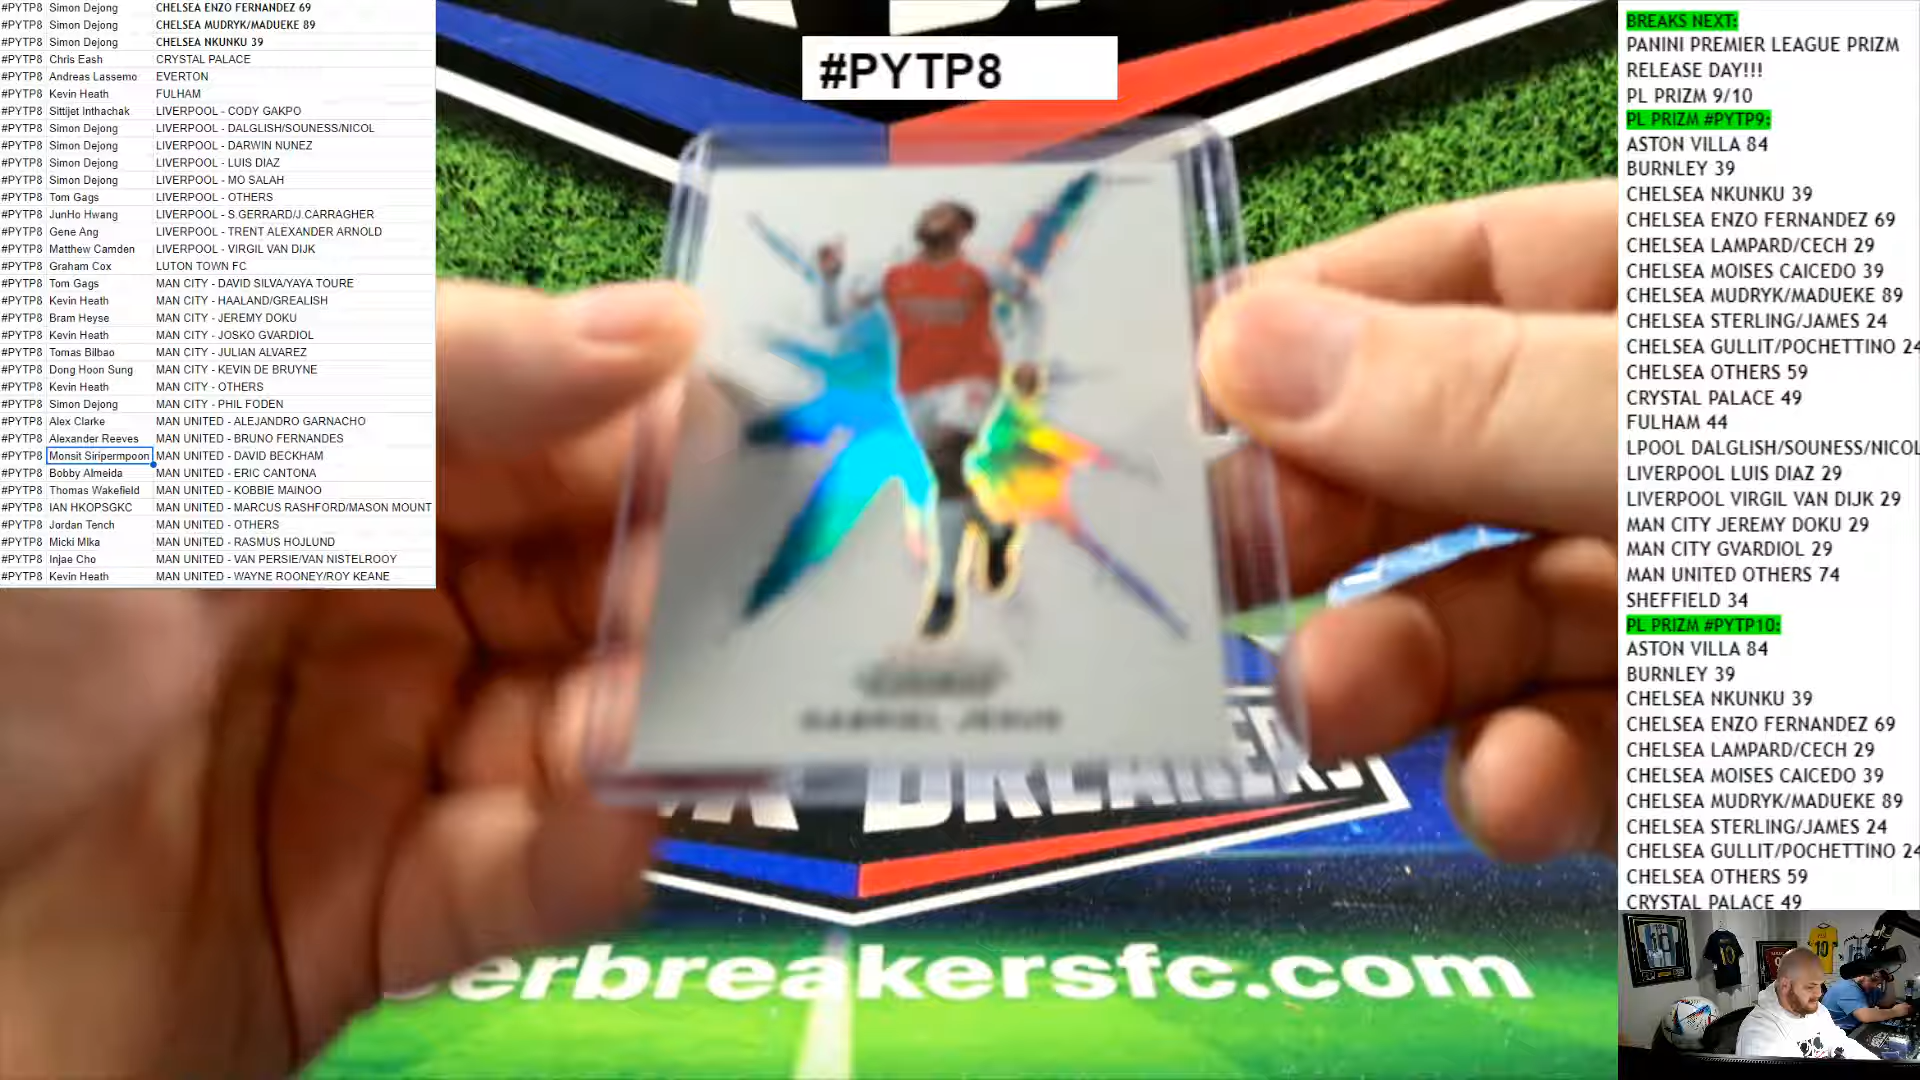 #PYTP8 Simon Dejong CHELSEA ENZO FERNANDEZ 69
#PYTP8 Simon Dejong CHELSEA MUDRYK/MADUEKE 89
#PYTP8 Simon Dejong CHELSEA NKUNKU 39
#PYTP8 Chris Eash CRYSTAL PALACE
#PYTP8 Andreas Lassemo EVERTON
#PYTP8 Kevin Heath FULHAM
#PYTP8 Sittijet Inthachak LIVERPOOL - CODY GAKPO
#PYTP8 Simon Dejong LIVERPOOL - DALGLISH/SOUNESS/NICOL
#PYTP8 Simon Dejong LIVERPOOL - DARWIN NUNEZ
#PYTP8 Simon Dejong LIVERPOOL - LUIS DIAZ
#PYTP8 Simon Dejong LIVERPOOL - MO SALAH
#PYTP8 Tom Gags LIVERPOOL - OTHERS
#PYTP8 JunHo Hwang LIVERPOOL - S.GERRARD/J.CARRAGHER
#PYTP8 Gene Ang LIVERPOOL - TRENT ALEXANDER ARNOLD
#PYTP8 Matthew Camden LIVERPOOL - VIRGIL VAN DIJK
#PYTP8 Graham Cox LUTON TOWN FC
#PYTP8 Tom Gags MAN CITY - DAVID SILVA/YAYA TOURE
#PYTP8 Kevin Heath MAN CITY - HAALAND/GREALISH
#PYTP8 Bram Heyse MAN CITY - JEREMY DOKU
#PYTP8 Kevin Heath MAN CITY - JOSKO GVARDIOL
#PYTP8 Tomas Bilbao MAN CITY - JULIAN ALVAREZ
#PYTP8 Dong Hoon Sung MAN CITY - KEVIN DE BRUYNE
#PYTP8 Kevin Heath MAN CITY - OTHERS
#PYTP8 Simon Dejong MAN CITY - PHIL FODEN
#PYTP8 Alex Clarke MAN UNITED - ALEJANDRO GARNACHO
#PYTP8 Alexander Reeves MAN UNITED - BRUNO FERNANDES
#PYTP8 Monsit Siripermpoon MAN UNITED - DAVID BECKHAM
#PYTP8 Bobby Almeida MAN UNITED - ERIC CANTONA
#PYTP8 Thomas Wakefield MAN UNITED - KOBBIE MAINOO
#PYTP8 IAN HKOPSGKC MAN UNITED - MARCUS RASHFORD/MASON MOUNT
#PYTP8 Jordan Tench MAN UNITED - OTHERS
#PYTP8 Micki MIka MAN UNITED - RASMUS HOJLUND
#PYTP8 Injae Cho MAN UNITED - VAN PERSIE/VAN NISTELROOY
#PYTP8 Kevin Heath MAN UNITED - WAYNE ROONEY/ROY KEANE
#PYTP8
GABRIEL JESUS
BREAKERS
erbreakersfc.com
BREAKS NEXT:
PANINI PREMIER LEAGUE PRIZM
RELEASE DAY!!!
PL PRIZM 9/10
PL PRIZM #PYTP9:
ASTON VILLA 84
BURNLEY 39
CHELSEA NKUNKU 39
CHELSEA ENZO FERNANDEZ 69
CHELSEA LAMPARD/CECH 29
CHELSEA MOISES CAICEDO 39
CHELSEA MUDRYK/MADUEKE 89
CHELSEA STERLING/JAMES 24
CHELSEA GULLIT/POCHETTINO 24
CHELSEA OTHERS 59
CRYSTAL PALACE 49
FULHAM 44
LPOOL DALGLISH/SOUNESS/NICOL
LIVERPOOL LUIS DIAZ 29
LIVERPOOL VIRGIL VAN DIJK 29
MAN CITY JEREMY DOKU 29
MAN CITY GVARDIOL 29
MAN UNITED OTHERS 74
SHEFFIELD 34
PL PRIZM #PYTP10:
ASTON VILLA 84
BURNLEY 39
CHELSEA NKUNKU 39
CHELSEA ENZO FERNANDEZ 69
CHELSEA LAMPARD/CECH 29
CHELSEA MOISES CAICEDO 39
CHELSEA MUDRYK/MADUEKE 89
CHELSEA STERLING/JAMES 24
CHELSEA GULLIT/POCHETTINO 24
CHELSEA OTHERS 59
CRYSTAL PALACE 49